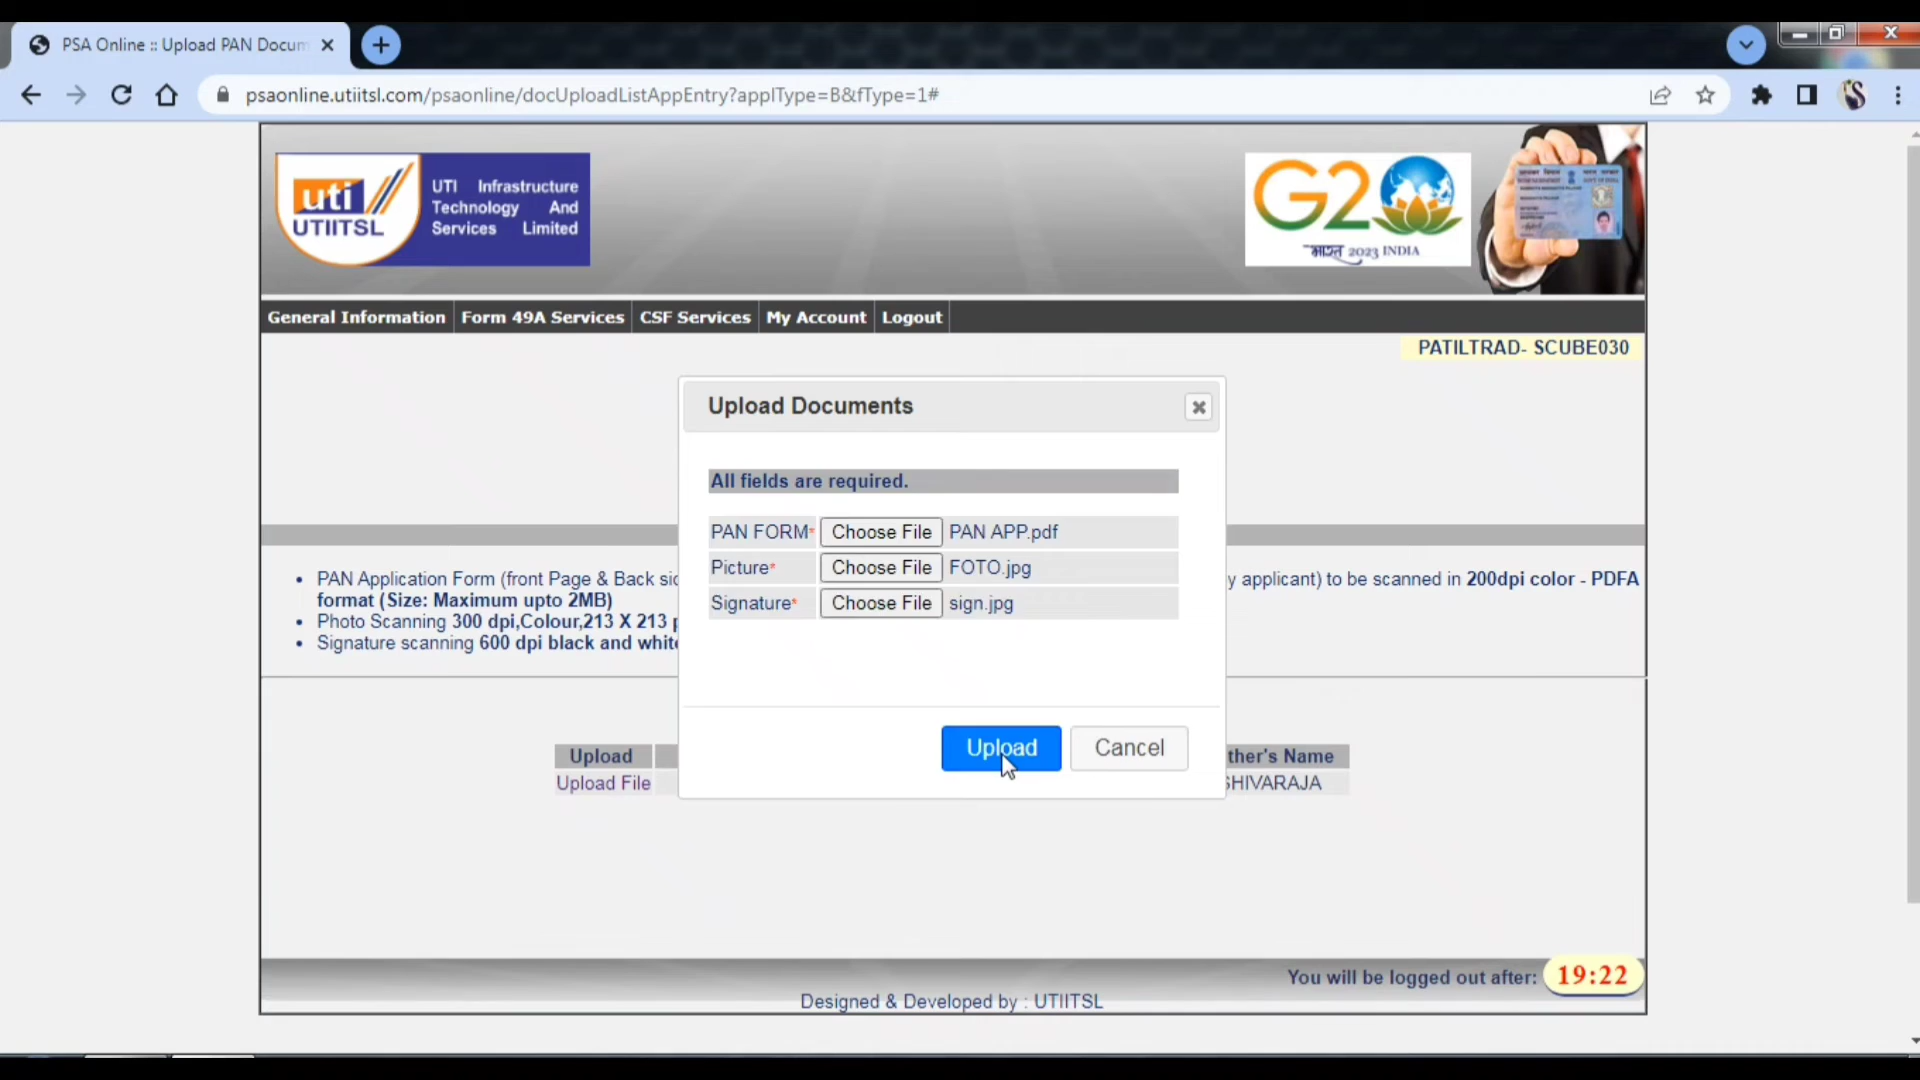 PSA Online :: Upload PAN Docum
psaonline.utiitsl.com/psaonline/docUploadListAppEntry?applType=B&fType=1#
uti
UTIITSL
UTI Infrastructure
Technology And
Services Limited
G20
भारत 2023 INDIA
General Information
Form 49A Services
CSF Services
My Account
Logout
PATILTRAD- SCUBE030
Upload Documents
All fields are required.
PAN FORM* Choose File PAN APP.pdf
Picture* Choose File FOTO.jpg
Signature* Choose File sign.jpg
Upload
Cancel
• PAN Application Form (front Page & Back sid
y applicant) to be scanned in 200dpi color - PDFA
format (Size: Maximum upto 2MB)
• Photo Scanning 300 dpi,Colour,213 X 213 p
• Signature scanning 600 dpi black and white
Upload
ther's Name
Upload File
SHIVARAJA
You will be logged out after: 19:22
Designed & Developed by : UTIITSL